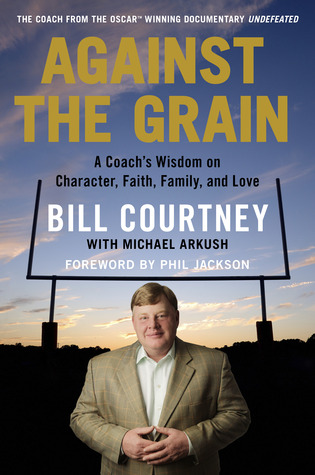 THE COACH FROM THE OSCAR™ WINNING DOCUMENTARY UNDEFEATED
AGAINST
THE GRAIN
A Coach's Wisdom on
Character, Faith, Family, and Love
BILL COURTNEY
WITH MICHAEL ARKUSH
FOREWORD BY PHIL JACKSON